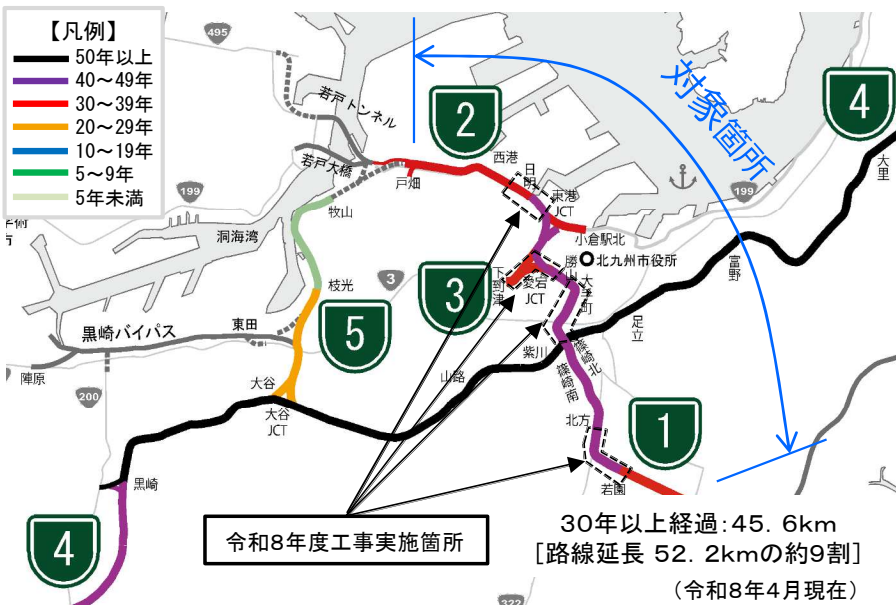 【凡例】
50年以上
40～49年
30～39年
20～29年
10～19年
5～9年
5年未満
495
若戸トンネル
若戸大橋
2
対象箇所
4
大里
西港
日明
戸畑
東港
JCT
199
199
小倉駅北
北九州市役所
牧山
洞海湾
3
下到津
愛宕
JCT
勝山
大手町
富野
3
枝光
5
足立
黒崎バイパス
東田
紫川
篠崎北
篠崎南
陣原
200
大谷
大谷
JCT
山路
北方
1
黒崎
若園
4
令和8年度工事実施箇所
30年以上経過：45．6km
［路線延長 52．2kmの約9割］
（令和8年4月現在）
322